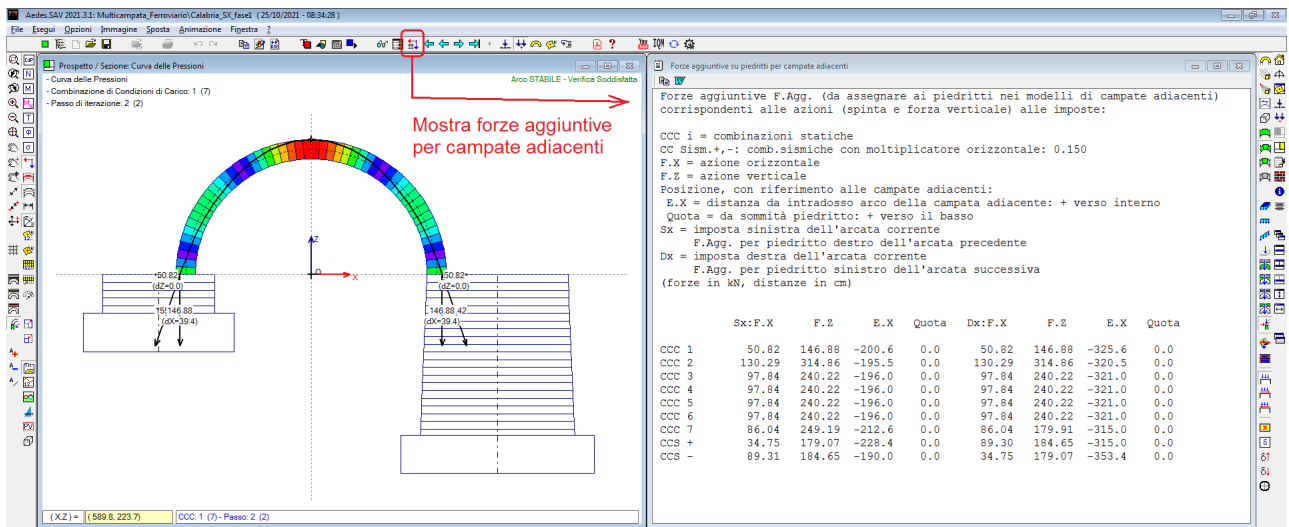 Aedes.SAV 2021.3.1: Multicampata_Ferroviario\Calabria_SX_fase1 ( 25/10/2021 - 08:34:28 )
File Esegui Opzioni Immagine Sposta Animazione Finestra ?
Prospetto / Sezione: Curva delle Pressioni
- Curva delle Pressioni
Arco STABILE - Verifica Soddisfatta
- Combinazione di Condizioni di Carico: 1 (7)
- Passo di iterazione: 2 (2)
Mostra forze aggiuntive
per campate adiacenti
Z
O
X
50.82
(dZ=0.0)
146.88
(dX=39.4)
50.82
(dZ=0.0)
146.88
(dX=39.4)
(X,Z) = ( 589.8, 223.7)
CCC: 1 (7) - Passo: 2 (2)
Forze aggiuntive su piedritti per campate adiacenti
Forze aggiuntive F.Agg. (da assegnare ai piedritti nei modelli di campate adiacenti)
corrispondenti alle azioni (spinta e forza verticale) alle imposte:
CCC i = combinazioni statiche
CC Sism.+,-: comb.sismiche con moltiplicatore orizzontale: 0.150
F.X = azione orizzontale
F.Z = azione verticale
Posizione, con riferimento alle campate adiacenti:
E.X = distanza da intradosso arco della campata adiacente: + verso interno
Quota = da sommità piedritto: + verso il basso
Sx = imposta sinistra dell'arcata corrente
F.Agg. per piedritto destro dell'arcata precedente
Dx = imposta destra dell'arcata corrente
F.Agg. per piedritto sinistro dell'arcata successiva
(forze in kN, distanze in cm)
Sx:F.X F.Z E.X Quota Dx:F.X F.Z E.X Quota
CCC 1 50.82 146.88 -200.6 0.0 50.82 146.88 -325.6 0.0
CCC 2 130.29 314.86 -195.5 0.0 130.29 314.86 -320.5 0.0
CCC 3 97.84 240.22 -196.0 0.0 97.84 240.22 -321.0 0.0
CCC 4 97.84 240.22 -196.0 0.0 97.84 240.22 -321.0 0.0
CCC 5 97.84 240.22 -196.0 0.0 97.84 240.22 -321.0 0.0
CCC 6 97.84 240.22 -196.0 0.0 97.84 240.22 -321.0 0.0
CCC 7 86.04 249.19 -212.6 0.0 86.04 179.91 -315.0 0.0
CCS + 34.75 179.07 -228.4 0.0 89.30 184.65 -315.0 0.0
CCS - 89.31 184.65 -190.0 0.0 34.75 179.07 -353.4 0.0